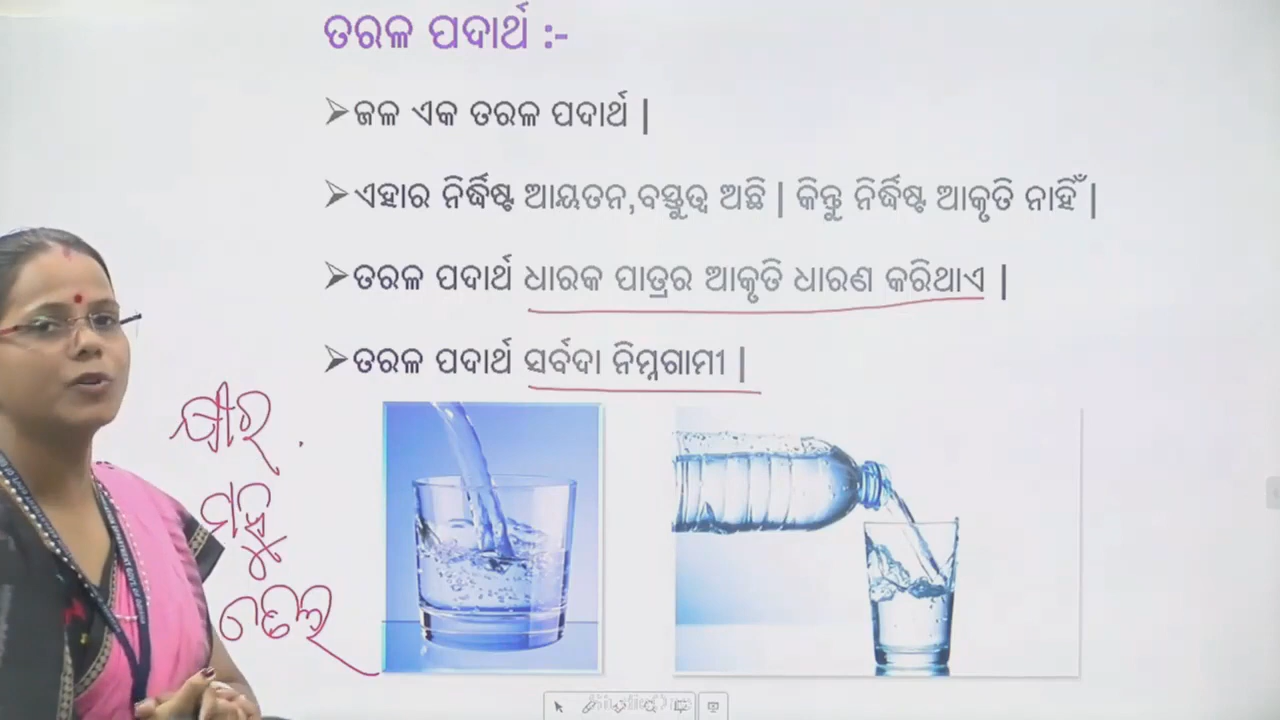 ତରଳ ପଦାର୍ଥ :-
➢ଜଳ ଏକ ତରଳ ପଦାର୍ଥ |
➢ଏହାର ନିର୍ଦ୍ଧିଷ୍ଟ ଆୟତନ,ବସ୍ତୁତ୍ୱ ଅଛି | କିନ୍ତୁ ନିର୍ଦ୍ଧିଷ୍ଟ ଆକୃତି ନାହିଁ |
➢ତରଳ ପଦାର୍ଥ ଧାରକ ପାତ୍ରର ଆକୃତି ଧାରଣ କରିଥାଏ |
➢ତରଳ ପଦାର୍ଥ ସର୍ବଦା ନିମ୍ନଗାମୀ |
କ୍ଷୀର
ମହୁ
ତେଲ